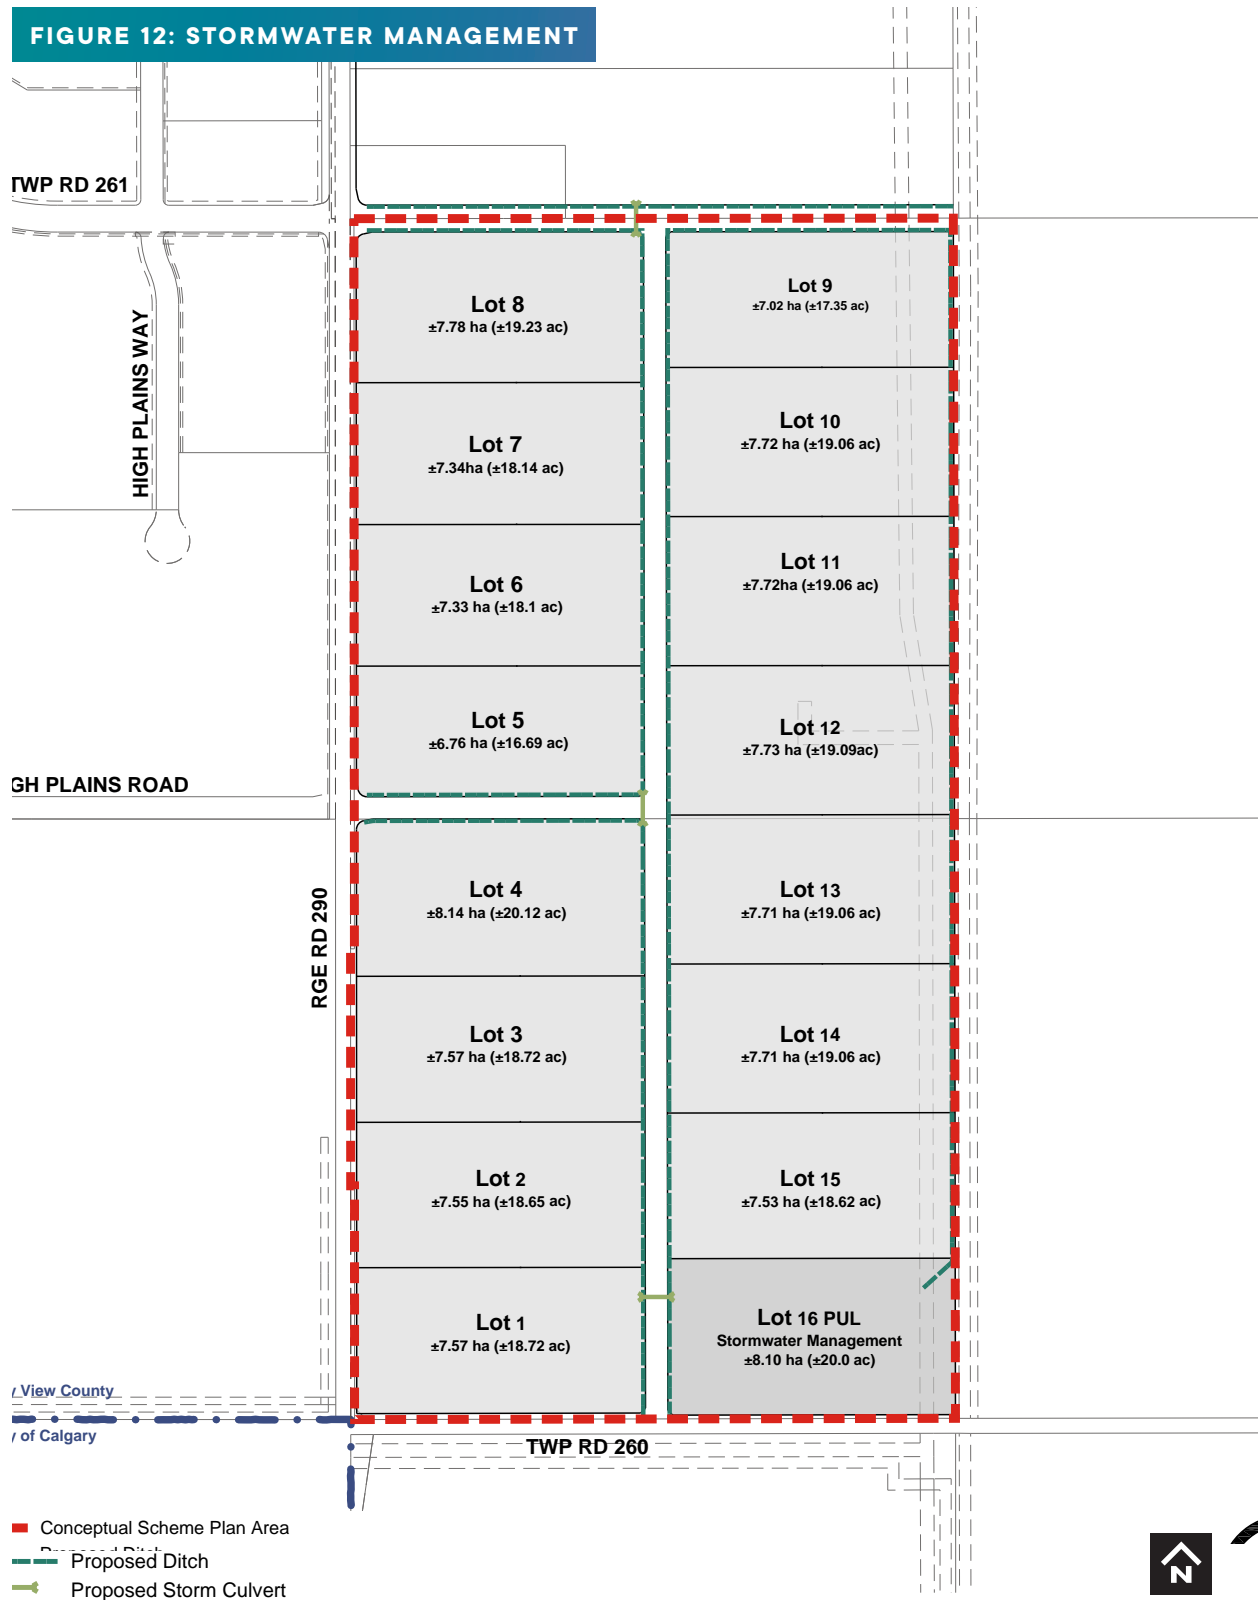 FIGURE 12: STORMWATER MANAGEMENT
TWP RD 261
HIGH PLAINS WAY
Lot 8
±7.78 ha (±19.23 ac)
Lot 9
±7.02 ha (±17.35 ac)
Lot 7
±7.34ha (±18.14 ac)
Lot 10
±7.72 ha (±19.06 ac)
Lot 6
±7.33 ha (±18.1 ac)
Lot 11
±7.72ha (±19.06 ac)
Lot 5
±6.76 ha (±16.69 ac)
Lot 12
±7.73 ha (±19.09ac)
GH PLAINS ROAD
RGE RD 290
Lot 4
±8.14 ha (±20.12 ac)
Lot 13
±7.71 ha (±19.06 ac)
Lot 3
±7.57 ha (±18.72 ac)
Lot 14
±7.71 ha (±19.06 ac)
Lot 2
±7.55 ha (±18.65 ac)
Lot 15
±7.53 ha (±18.62 ac)
Lot 1
±7.57 ha (±18.72 ac)
Lot 16 PUL
Stormwater Management
±8.10 ha (±20.0 ac)
y View County
y of Calgary
TWP RD 260
Conceptual Scheme Plan Area
Proposed Ditch
Proposed Ditch
Proposed Storm Culvert
N